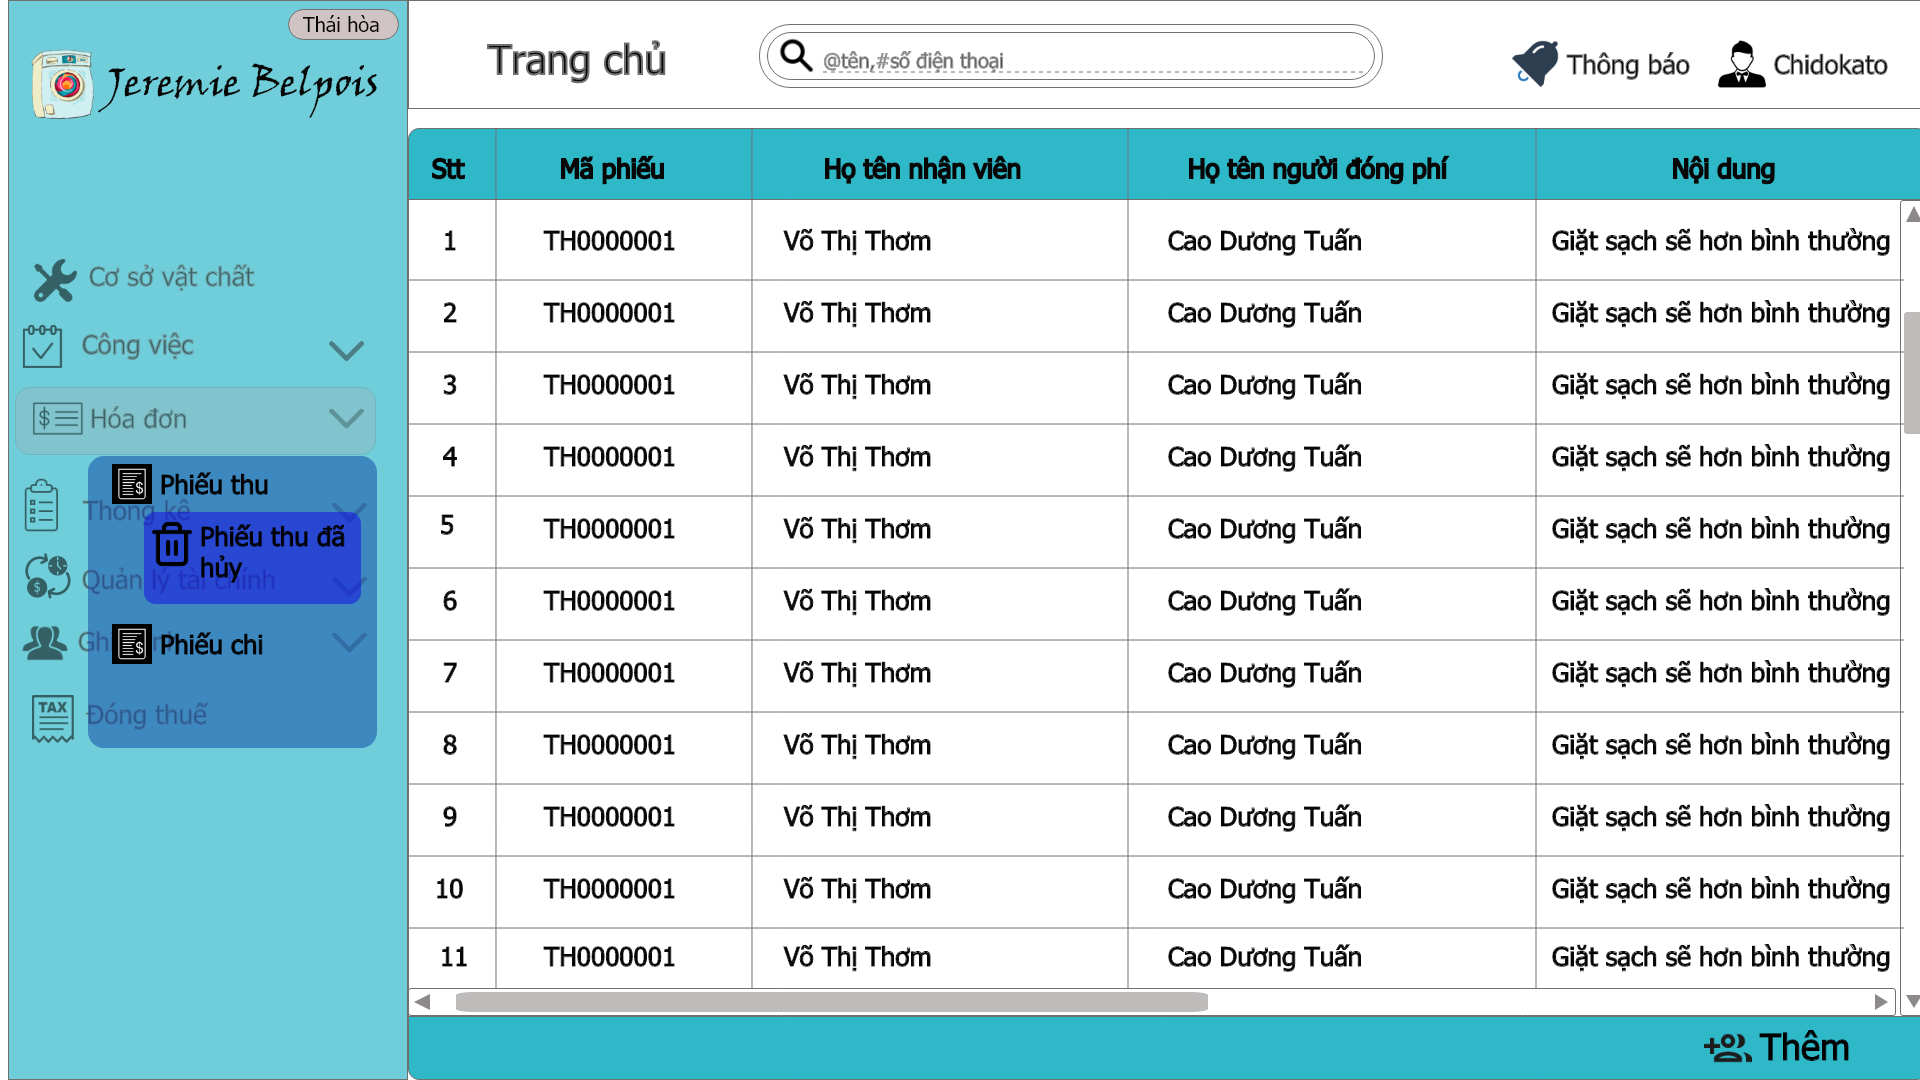 Thái hòa
Jeremie Belpois
Trang chủ
@tên,#số điện thoại
Thông báo
Chidokato
Cơ sở vật chất
Công việc
Hóa đơn
Phiếu thu
Thống kê
Phiếu thu đã
hủy
Quản lý tài chính
Phiếu chi
TAX
Đóng thuế
Stt Mã phiếu Họ tên nhận viên Họ tên người đóng phí Nội dung
1 TH0000001 Võ Thị Thơm Cao Dương Tuấn Giặt sạch sẽ hơn bình thường
2 TH0000001 Võ Thị Thơm Cao Dương Tuấn Giặt sạch sẽ hơn bình thường
3 TH0000001 Võ Thị Thơm Cao Dương Tuấn Giặt sạch sẽ hơn bình thường
4 TH0000001 Võ Thị Thơm Cao Dương Tuấn Giặt sạch sẽ hơn bình thường
5 TH0000001 Võ Thị Thơm Cao Dương Tuấn Giặt sạch sẽ hơn bình thường
6 TH0000001 Võ Thị Thơm Cao Dương Tuấn Giặt sạch sẽ hơn bình thường
7 TH0000001 Võ Thị Thơm Cao Dương Tuấn Giặt sạch sẽ hơn bình thường
8 TH0000001 Võ Thị Thơm Cao Dương Tuấn Giặt sạch sẽ hơn bình thường
9 TH0000001 Võ Thị Thơm Cao Dương Tuấn Giặt sạch sẽ hơn bình thường
10 TH0000001 Võ Thị Thơm Cao Dương Tuấn Giặt sạch sẽ hơn bình thường
11 TH0000001 Võ Thị Thơm Cao Dương Tuấn Giặt sạch sẽ hơn bình thường
Thêm